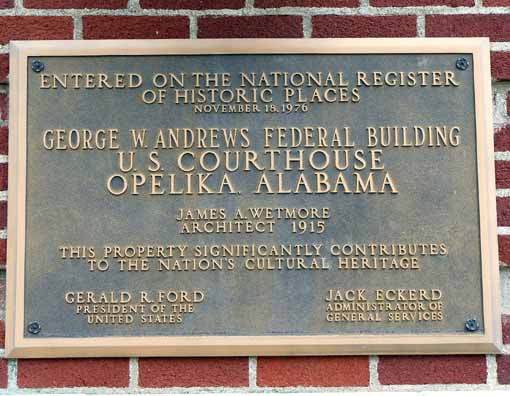 ENTERED ON THE NATIONAL REGISTER
OF HISTORIC PLACES
NOVEMBER 18, 1976
GEORGE W. ANDREWS FEDERAL BUILDING
U. S. COURTHOUSE
OPELIKA, ALABAMA
JAMES A. WETMORE
ARCHITECT 1915
THIS PROPERTY SIGNIFICANTLY CONTRIBUTES
TO THE NATION'S CULTURAL HERITAGE
GERALD R. FORD
PRESIDENT OF THE
UNITED STATES
JACK ECKERD
ADMINISTRATOR OF
GENERAL SERVICES